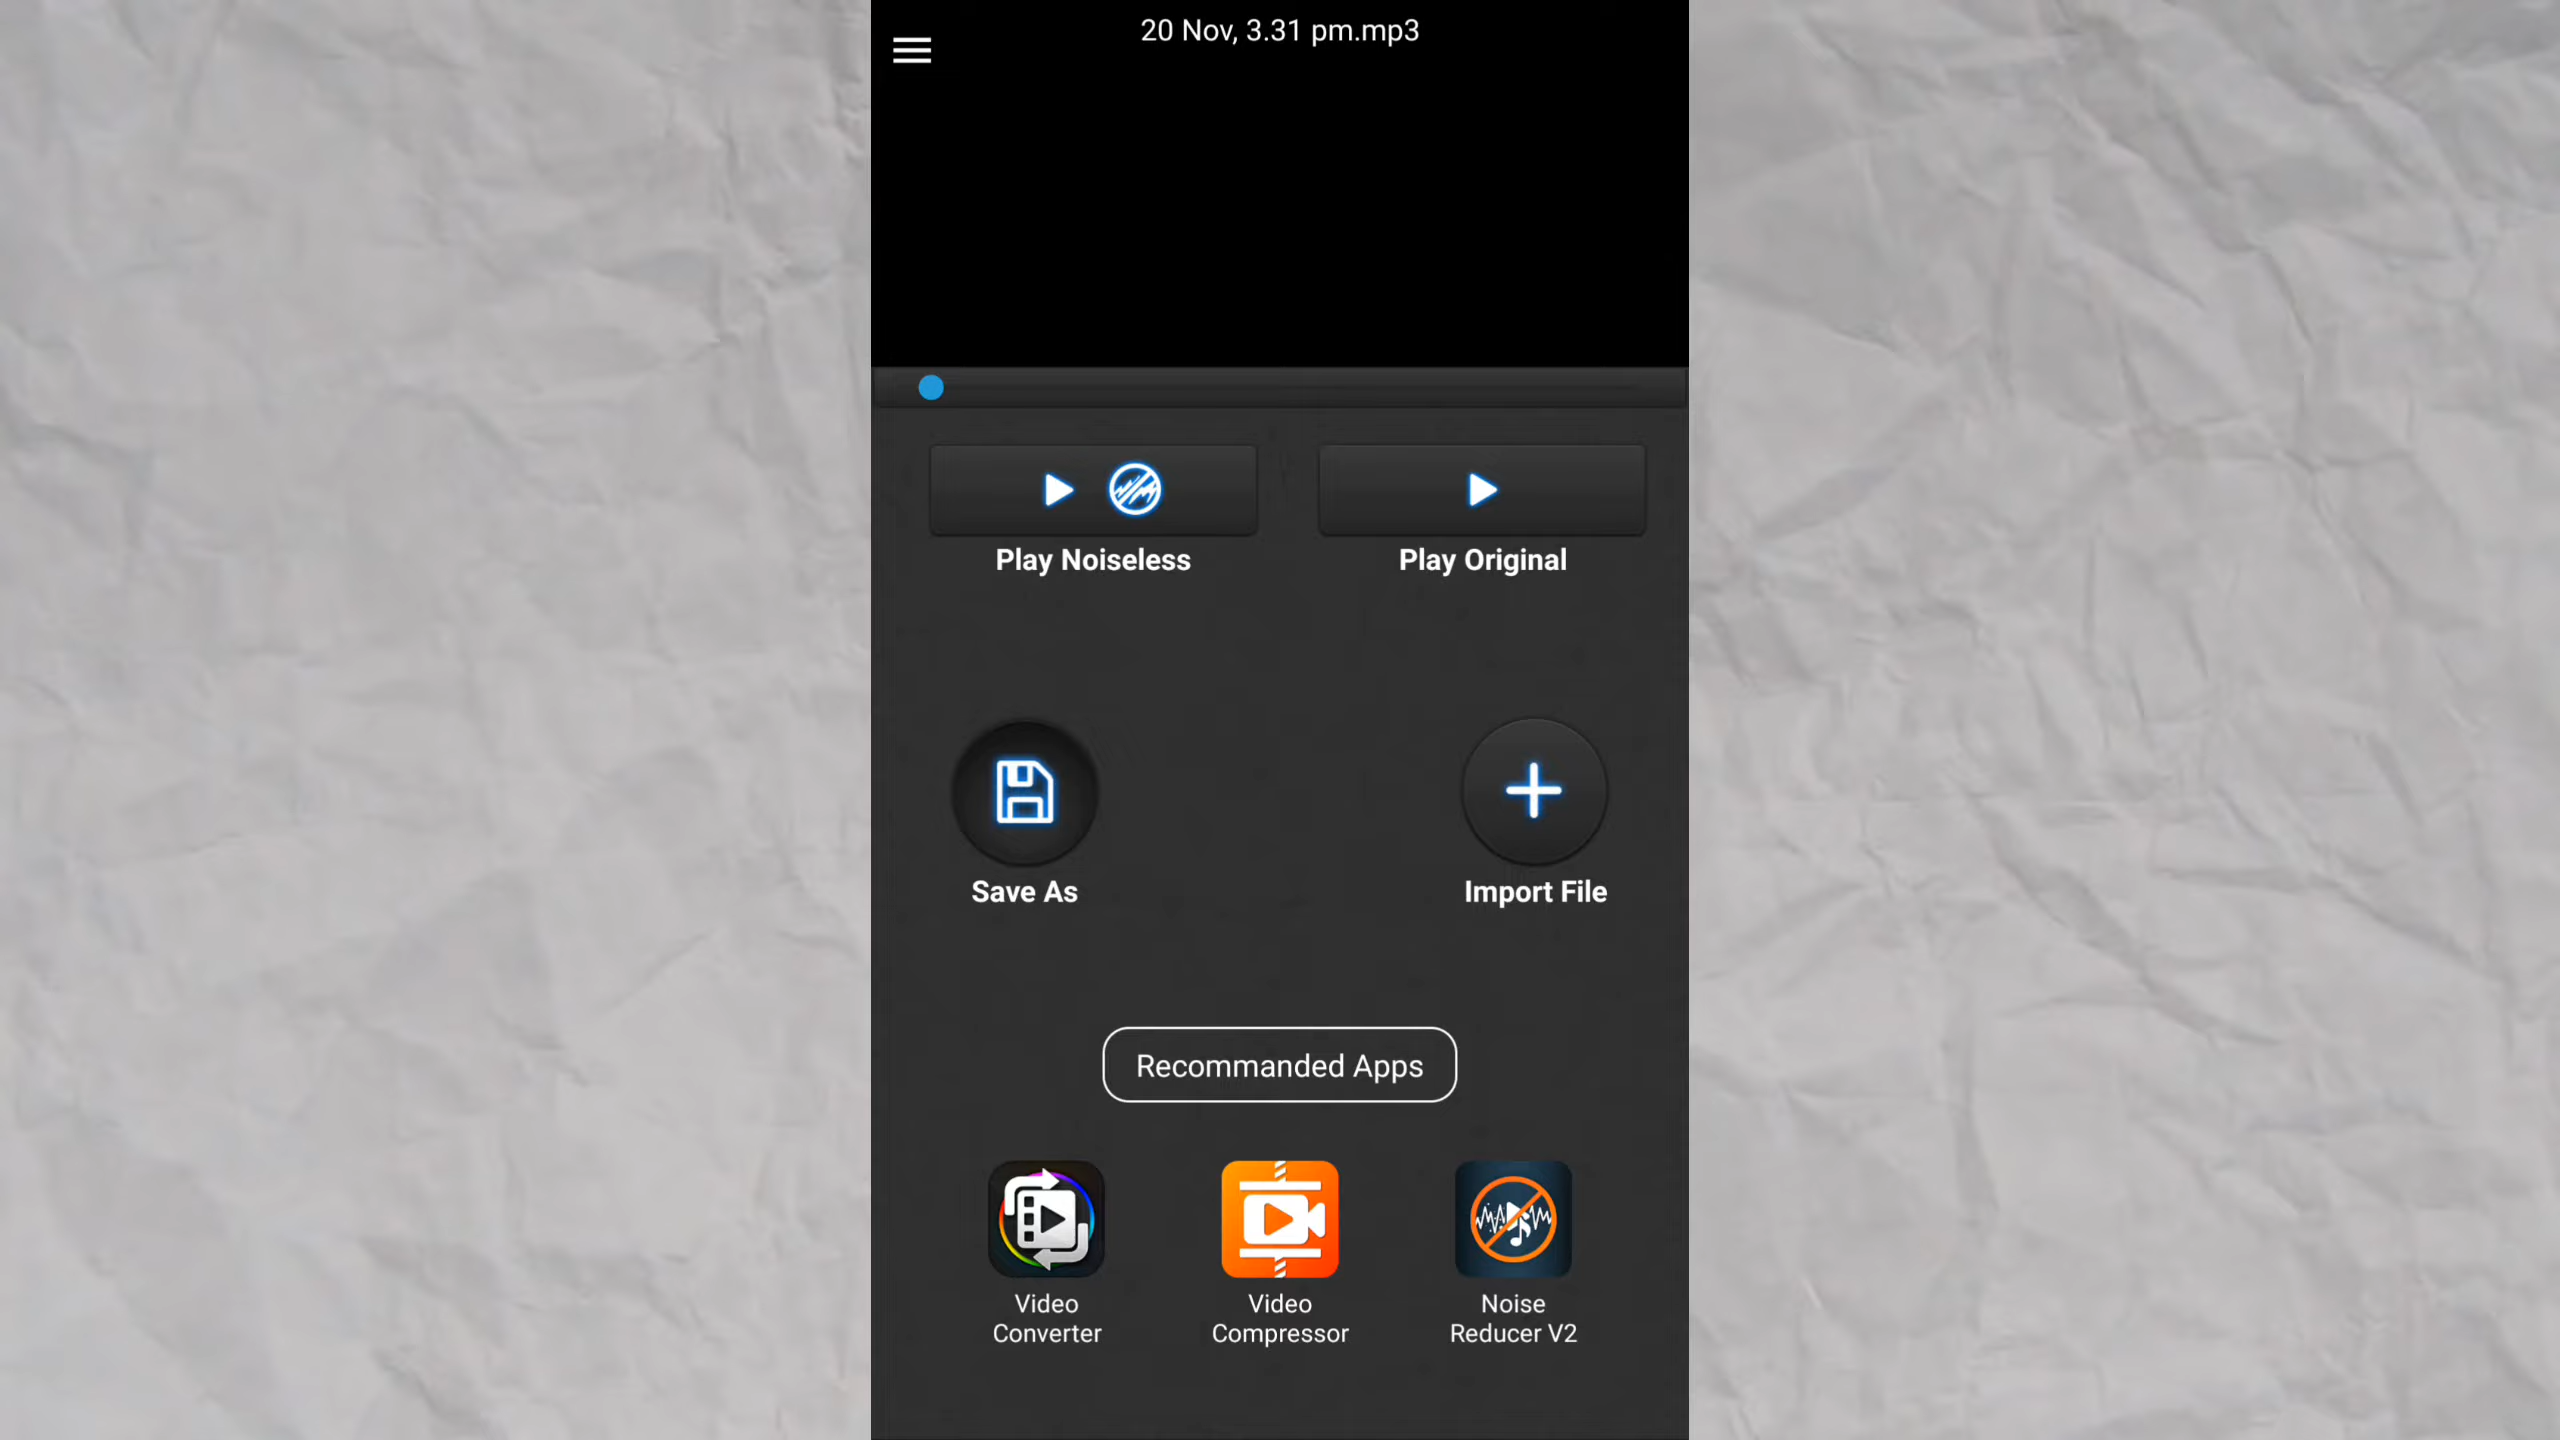 20 Nov, 3.31 pm.mp3
Play Noiseless
Play Original
Save As
Import File
Recommanded Apps
Video
Converter
Video
Compressor
Noise
Reducer V2